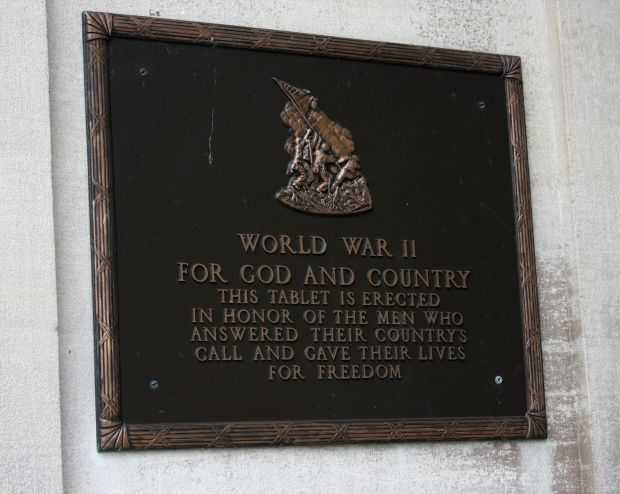 WORLD WAR II
FOR GOD AND COUNTRY
THIS TABLET IS ERECTED
IN HONOR OF THE MEN WHO
ANSWERED THEIR COUNTRY'S
CALL AND GAVE THEIR LIVES
FOR FREEDOM